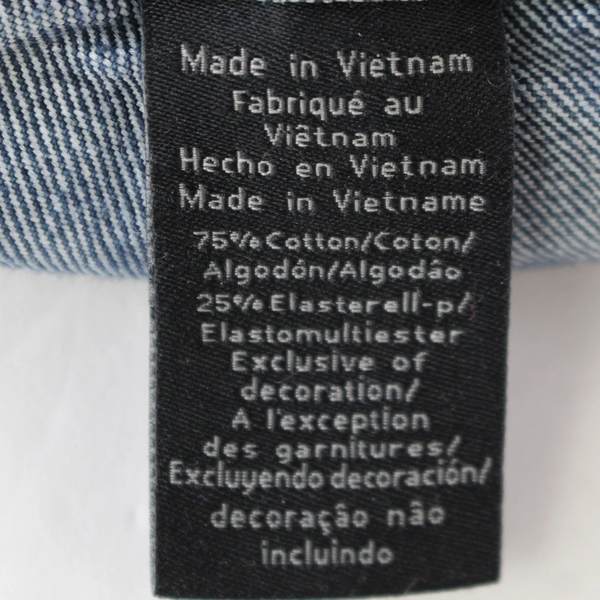 Made in Vietnam
Fabriqué au
Viêtnam
Hecho en Vietnam
Made in Vietname
75% Cotton/Coton/
Algodón/Algodão
25% Elasterell-p/
Elastomultiester
Exclusive of
decoration/
A l'exception
des garnitures/
Excluyendo decoración/
decoração não
incluindo